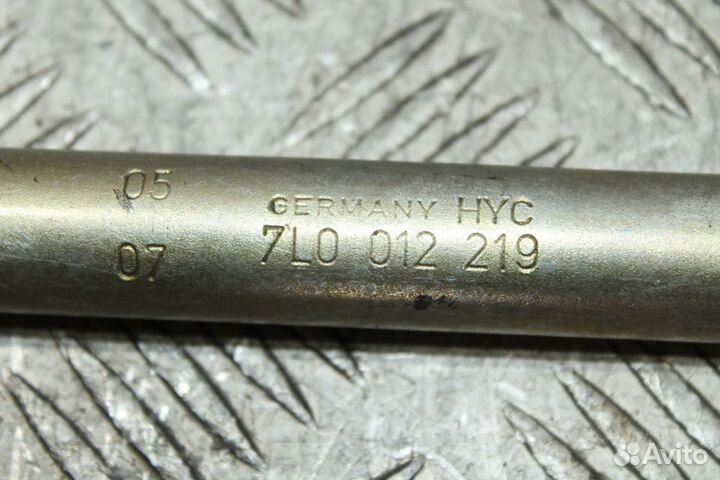 05
07
GERMANY HYC
7L0 012 219
Avito